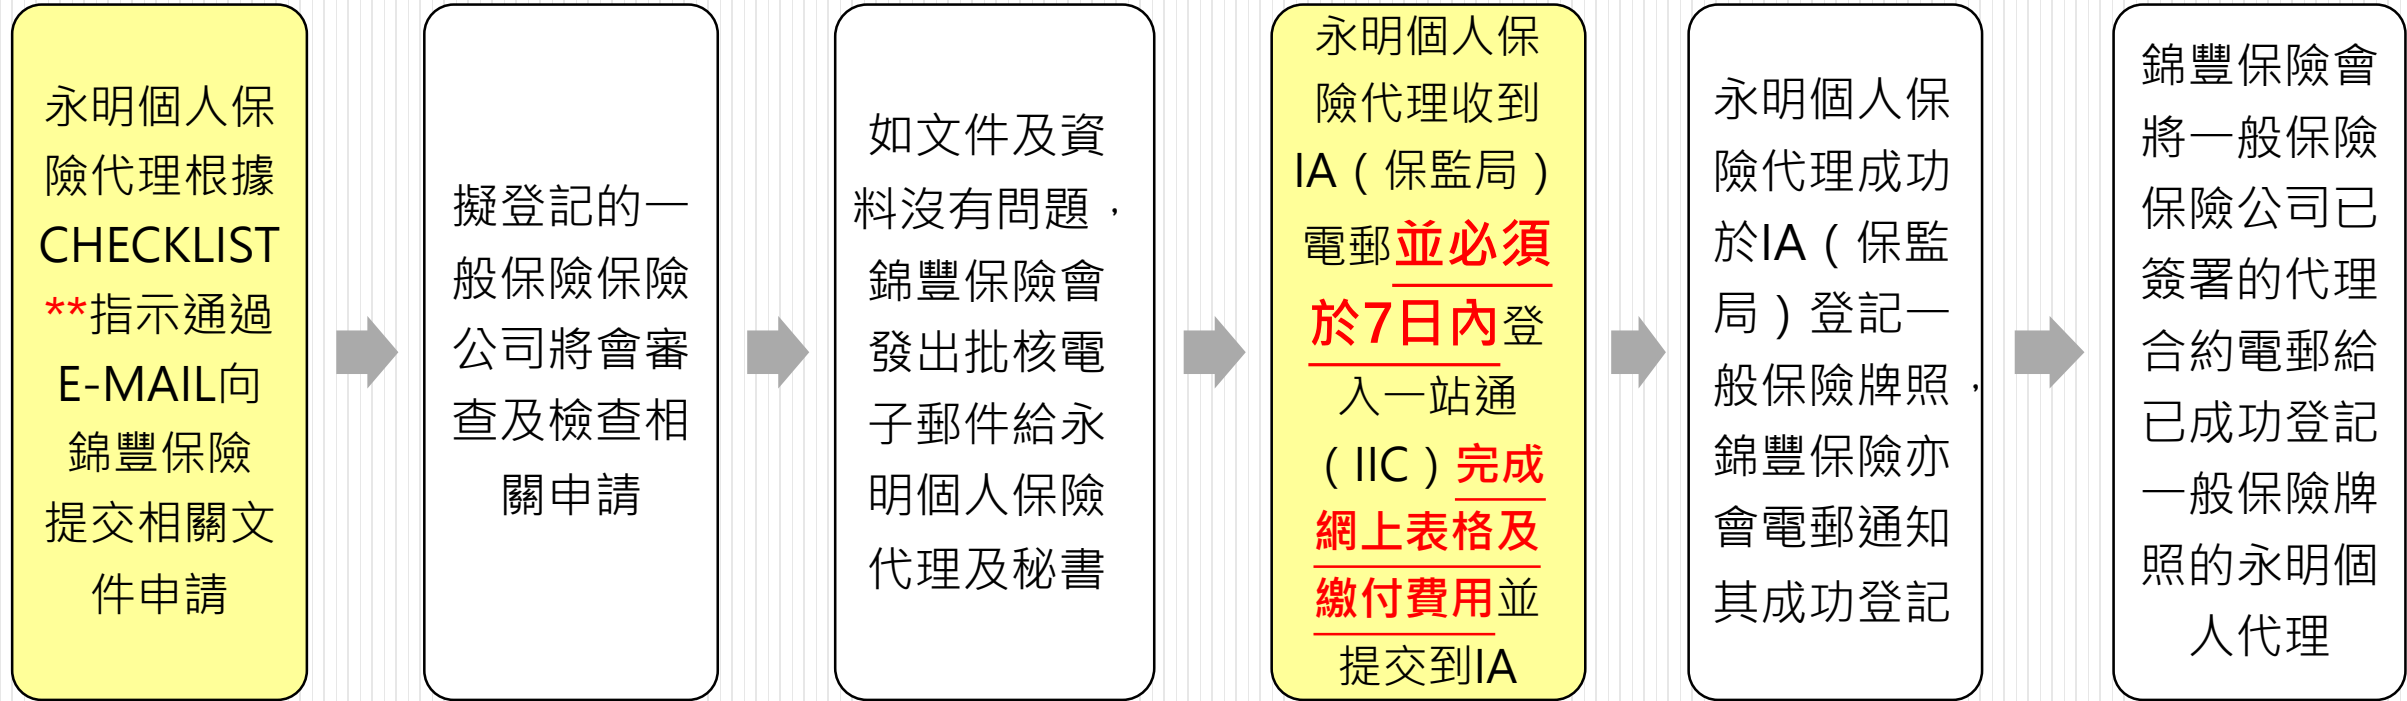 永明個人保
險代理根據
CHECKLIST
**指示通過
E-MAIL向
錦豐保險
提交相關文
件申請
擬登記的一
般保險保險
公司將會審
查及檢查相
關申請
如文件及資
料沒有問題，
錦豐保險會
發出批核電
子郵件給永
明個人保險
代理及秘書
永明個人保
險代理收到
IA（保監局）
電郵並必須
於7日內登
入一站通
（IIC）完成
網上表格及
繳付費用並
提交到IA
永明個人保
險代理成功
於IA（保監
局）登記一
般保險牌照，
錦豐保險亦
會電郵通知
其成功登記
錦豐保險會
將一般保險
保險公司已
簽署的代理
合約電郵給
已成功登記
一般保險牌
照的永明個
人代理